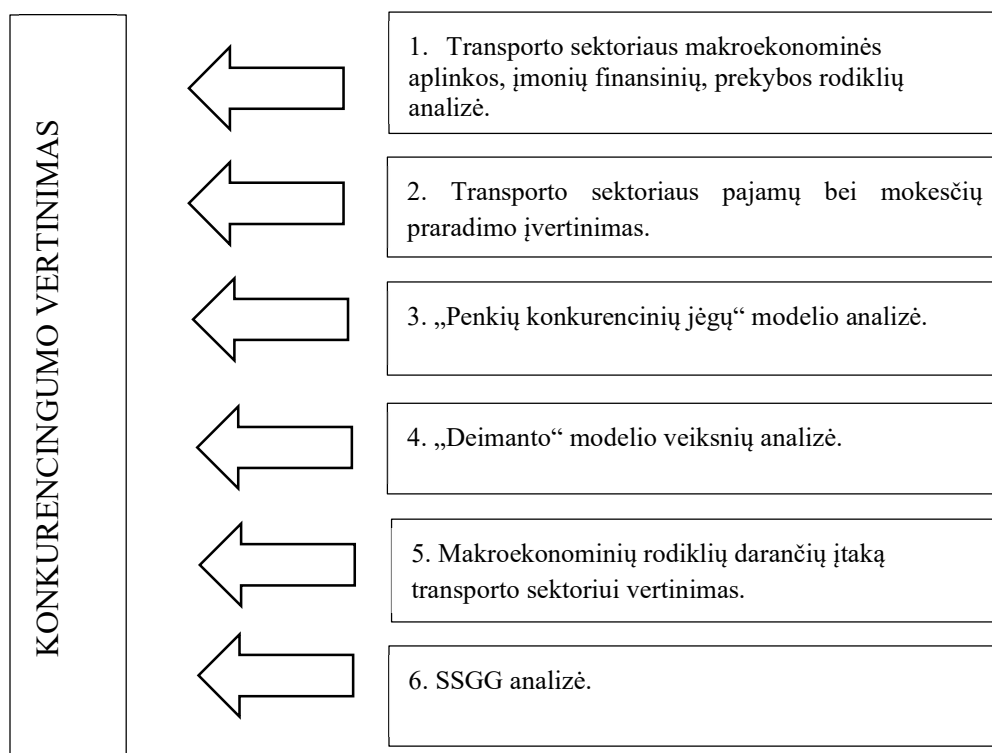 KONKURENCINGUMO VERTINIMAS
1. Transporto sektoriaus makroekonominės
aplinkos, įmonių finansinių, prekybos rodiklių
analizė.
2. Transporto sektoriaus pajamų bei mokesčių
praradimo įvertinimas.
3. „Penkių konkurencinių jėgų“ modelio analizė.
4. „Deimanto“ modelio veiksnių analizė.
5. Makroekonominių rodiklių darančių įtaką
transporto sektoriui vertinimas.
6. SSGG analizė.